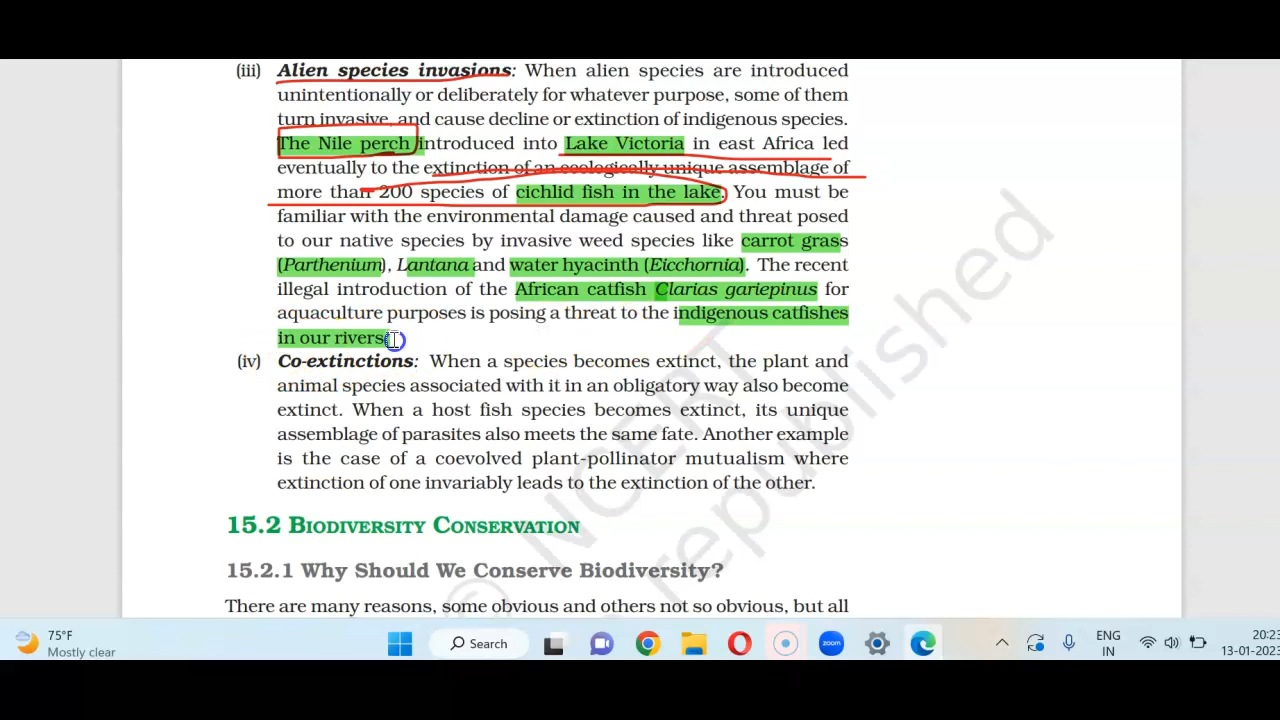 (iii) Alien species invasions: When alien species are introduced
unintentionally or deliberately for whatever purpose, some of them
turn invasive, and cause decline or extinction of indigenous species.
The Nile perch introduced into Lake Victoria in east Africa led
eventually to the extinction of an ecologically unique assemblage of
more than 200 species of cichlid fish in the lake. You must be
familiar with the environmental damage caused and threat posed
to our native species by invasive weed species like carrot grass
(Parthenium), Lantana and water hyacinth (Eicchornia). The recent
illegal introduction of the African catfish Clarias gariepinus for
aquaculture purposes is posing a threat to the indigenous catfishes
in our rivers
(iv) Co-extinctions: When a species becomes extinct, the plant and
animal species associated with it in an obligatory way also become
extinct. When a host fish species becomes extinct, its unique
assemblage of parasites also meets the same fate. Another example
is the case of a coevolved plant-pollinator mutualism where
extinction of one invariably leads to the extinction of the other.
15.2 BIODIVERSITY CONSERVATION
15.2.1 Why Should We Conserve Biodiversity?
There are many reasons, some obvious and others not so obvious, but all
© NCERT
republished
75°F
Mostly clear
Search
zoom
ENG
IN
20:23
13-01-2023